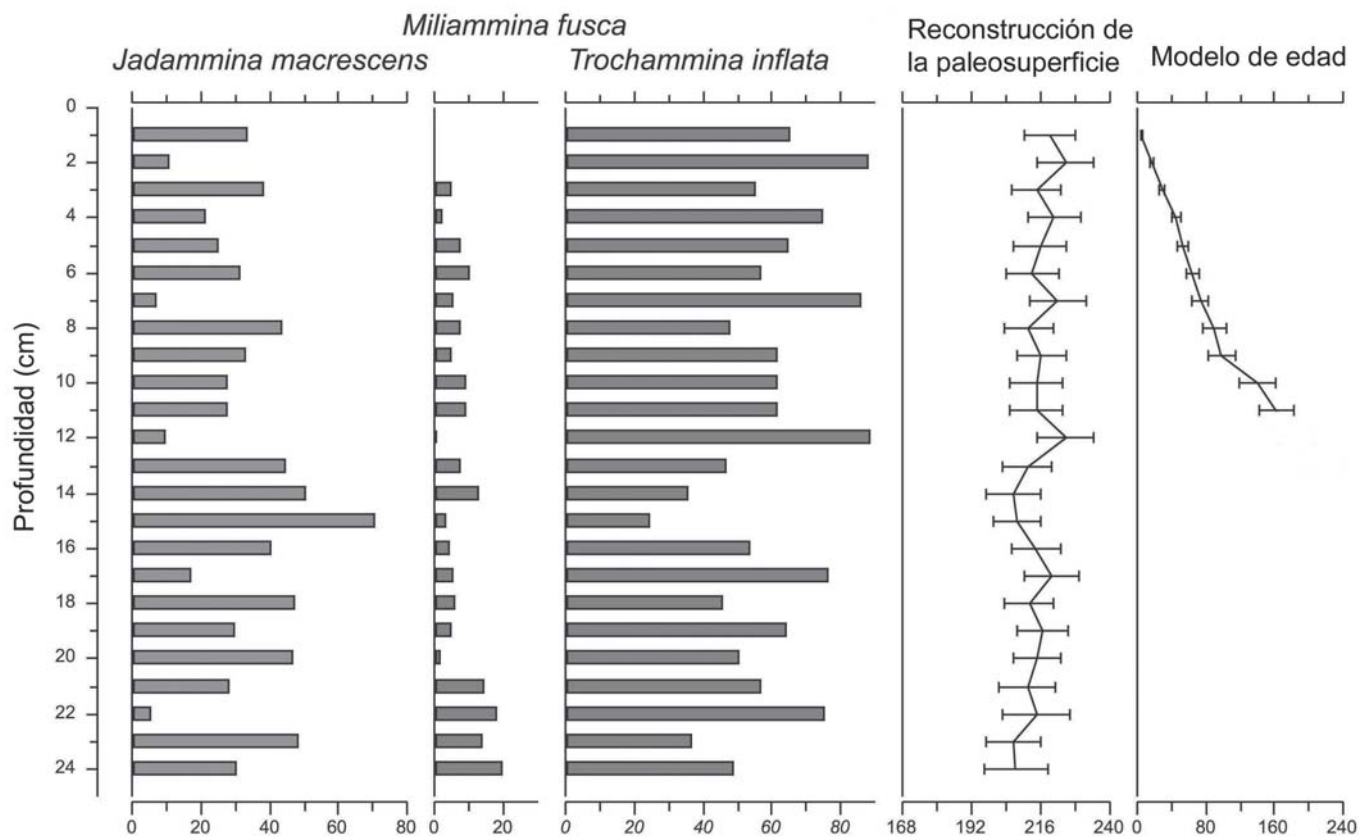 Miliammina fusca
Jadammina macrescens
Trochammina inflata
Reconstrucción de
la paleosuperficie
Modelo de edad
Profundidad (cm)
0
2
4
6
8
10
12
14
16
18
20
22
24
0 20 40 60 80
0 20
0 20 40 60 80
168 192 216 240
0 80 160 240